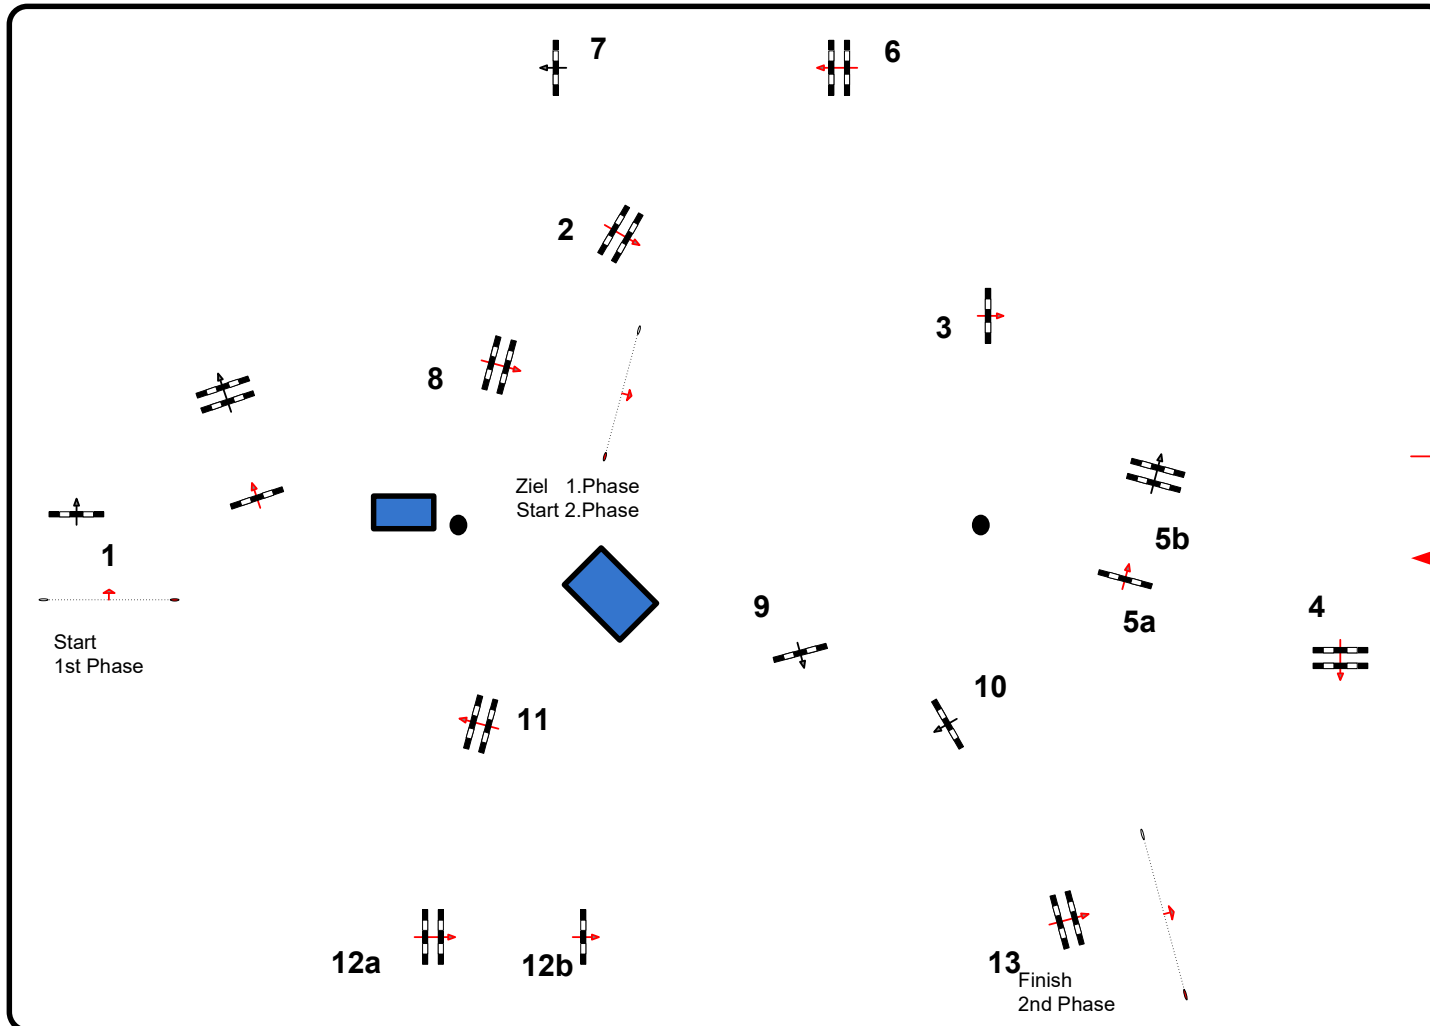 7
6
2
3
8
Ziel 1.Phase
Start 2.Phase
5b
1
9
5a
4
Start
1st Phase
10
11
12a
12b
13
Finish
2nd Phase